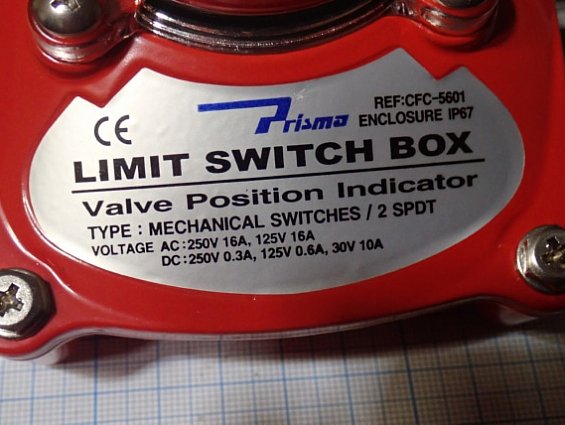 CE
Prisma
REF:CFC-5601
ENCLOSURE IP67
LIMIT SWITCH BOX
Valve Position Indicator
TYPE : MECHANICAL SWITCHES / 2 SPDT
VOLTAGE AC:250V 16A, 125V 16A
DC:250V 0.3A, 125V 0.6A, 30V 10A